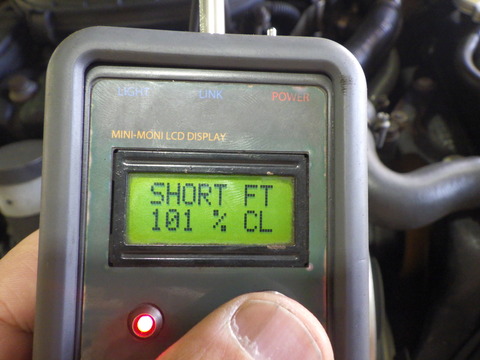 LIGHT LINK POWER
MINI-MONI LCD DISPLAY
SHORT FT
101 % CL